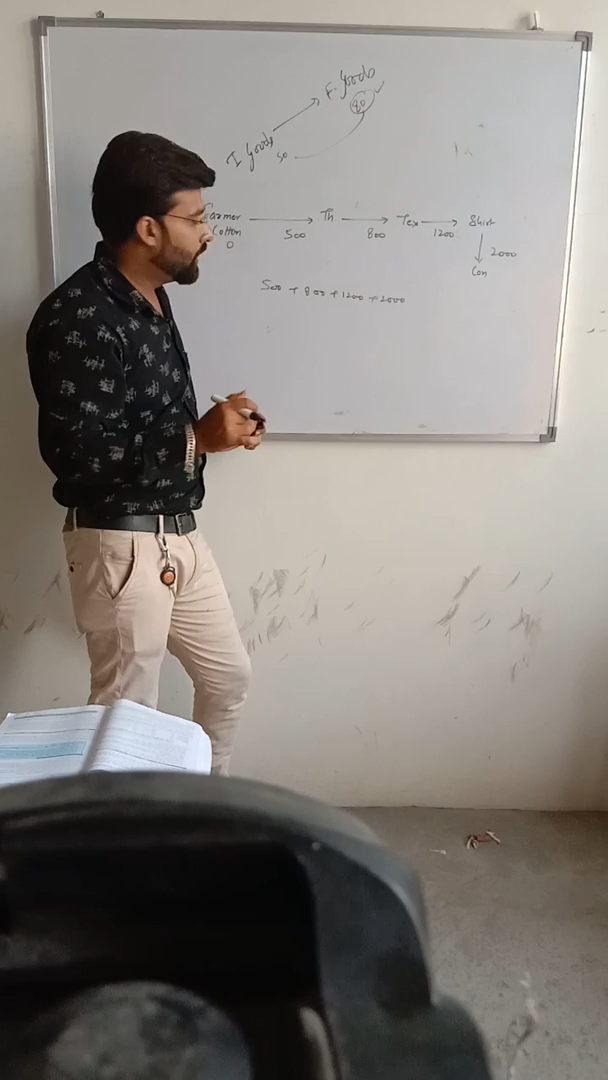 F. Goods
80
I Goods
50
Farmer → Th → Tex → Shirt
Cotton 500 800 1200
0
↓ 2000
Con
500 + 800 + 1200 + 2000